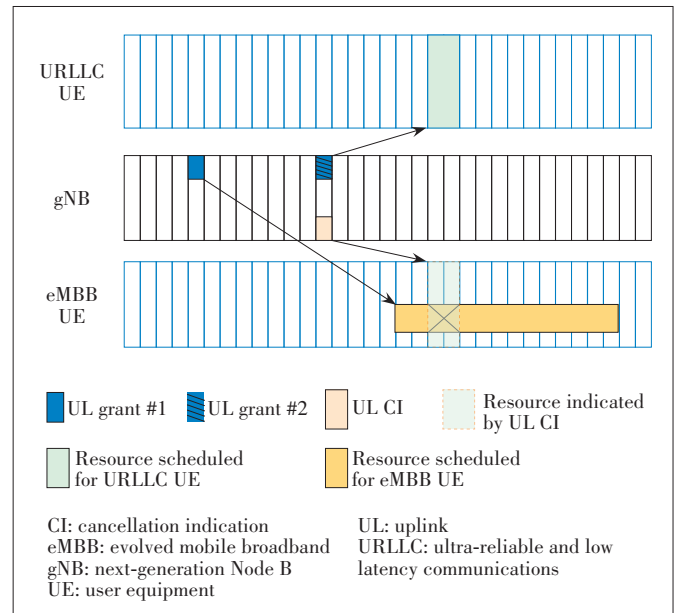 URLLC
UE
gNB
eMBB
UE
UL grant #1
UL grant #2
UL CI
Resource indicated
by UL CI
Resource scheduled
for URLLC UE
Resource scheduled
for eMBB UE
CI: cancellation indication
eMBB: evolved mobile broadband
gNB: next-generation Node B
UE: user equipment
UL: uplink
URLLC: ultra-reliable and low
latency communications